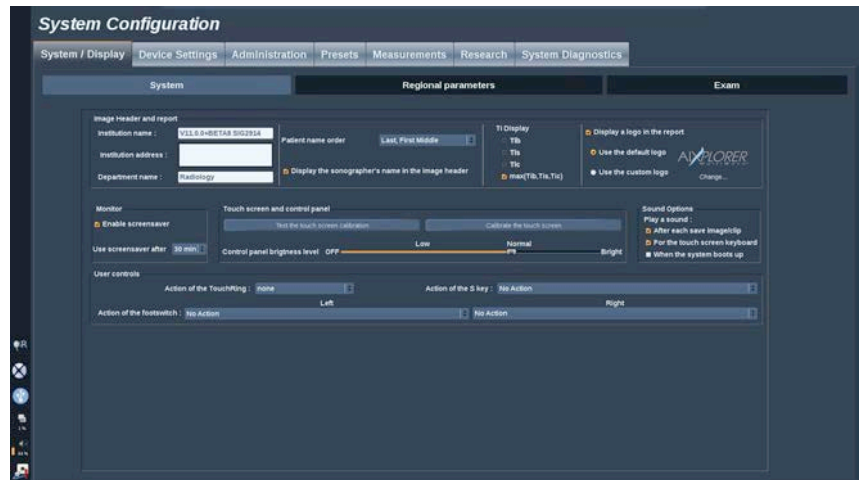 System Configuration
System / Display Device Settings Administration Presets Measurements Research System Diagnostics
System Regional parameters Exam
Image Header and report
Institution name : V11.0.0+BETA8 SIG2914
Institution address :
Department name : Radiology
Patient name order Last, First Middle
Display the sonographer's name in the image header
TI Display
TIb
TIs
TIc
max(Tib,Tis,Tic)
Display a logo in the report
Use the default logo
AIXPLORER
Use the custom logo Change...
Monitor
Enable screensaver
Use screensaver after 30 min
Touch screen and control panel
Test the touch screen calibration Calibrate the touch screen
Low Normal
Control panel brigtness level OFF Bright
Sound Options
Play a sound :
After each save image/clip
For the touch screen keyboard
When the system boots up
User controls
Action of the TouchRing : none Action of the S key : No Action
Left Right
Action of the footswitch : No Action No Action
R